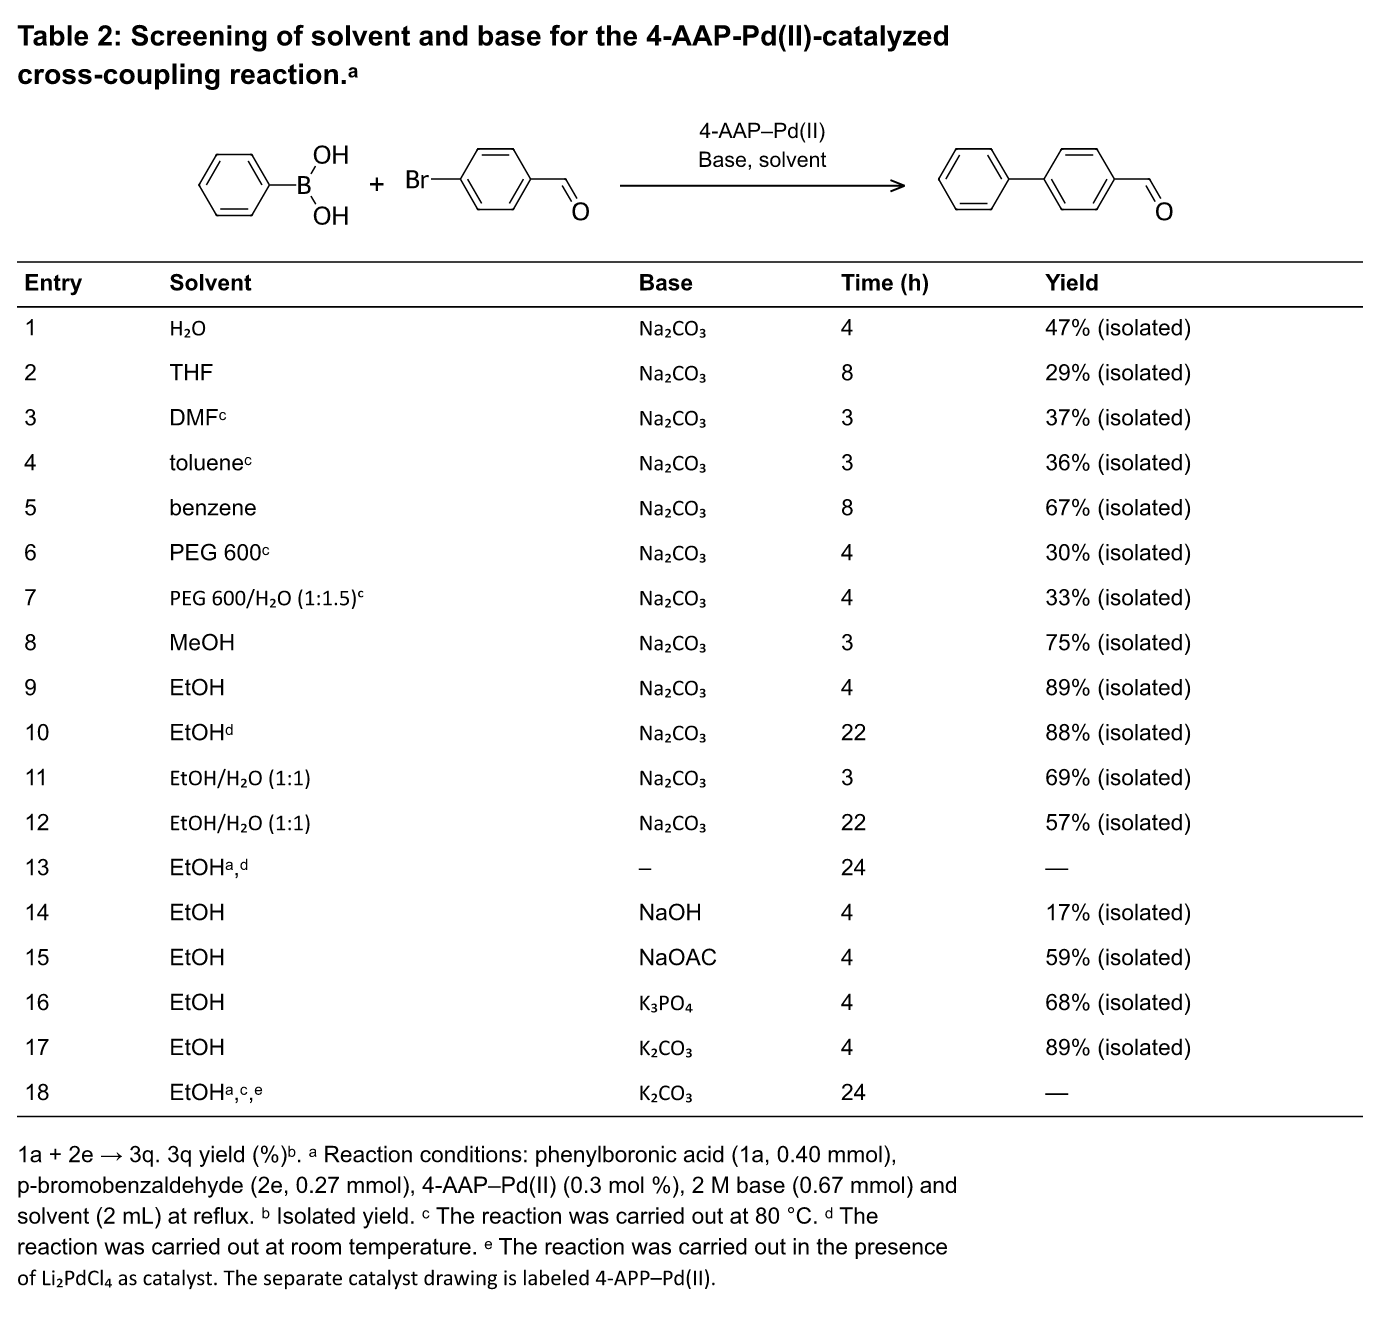 Table 2: Screening of solvent and base for the 4-AAP-Pd(II)-catalyzed
cross-coupling reaction.ᵃ
OH
B
OH
+
Br
O
4-AAP–Pd(II)
Base, solvent
O
Entry Solvent Base Time (h) Yield
1 H₂O Na₂CO₃ 4 47% (isolated)
2 THF Na₂CO₃ 8 29% (isolated)
3 DMFᶜ Na₂CO₃ 3 37% (isolated)
4 tolueneᶜ Na₂CO₃ 3 36% (isolated)
5 benzene Na₂CO₃ 8 67% (isolated)
6 PEG 600ᶜ Na₂CO₃ 4 30% (isolated)
7 PEG 600/H₂O (1:1.5)ᶜ Na₂CO₃ 4 33% (isolated)
8 MeOH Na₂CO₃ 3 75% (isolated)
9 EtOH Na₂CO₃ 4 89% (isolated)
10 EtOHᵈ Na₂CO₃ 22 88% (isolated)
11 EtOH/H₂O (1:1) Na₂CO₃ 3 69% (isolated)
12 EtOH/H₂O (1:1) Na₂CO₃ 22 57% (isolated)
13 EtOHᵃ,ᵈ – 24 —
14 EtOH NaOH 4 17% (isolated)
15 EtOH NaOAC 4 59% (isolated)
16 EtOH K₃PO₄ 4 68% (isolated)
17 EtOH K₂CO₃ 4 89% (isolated)
18 EtOHᵃ,ᶜ,ᵉ K₂CO₃ 24 —
1a + 2e → 3q. 3q yield (%)ᵇ. ᵃ Reaction conditions: phenylboronic acid (1a, 0.40 mmol),
p-bromobenzaldehyde (2e, 0.27 mmol), 4-AAP–Pd(II) (0.3 mol %), 2 M base (0.67 mmol) and
solvent (2 mL) at reflux. ᵇ Isolated yield. ᶜ The reaction was carried out at 80 °C. ᵈ The
reaction was carried out at room temperature. ᵉ The reaction was carried out in the presence
of Li₂PdCl₄ as catalyst. The separate catalyst drawing is labeled 4-APP–Pd(II).